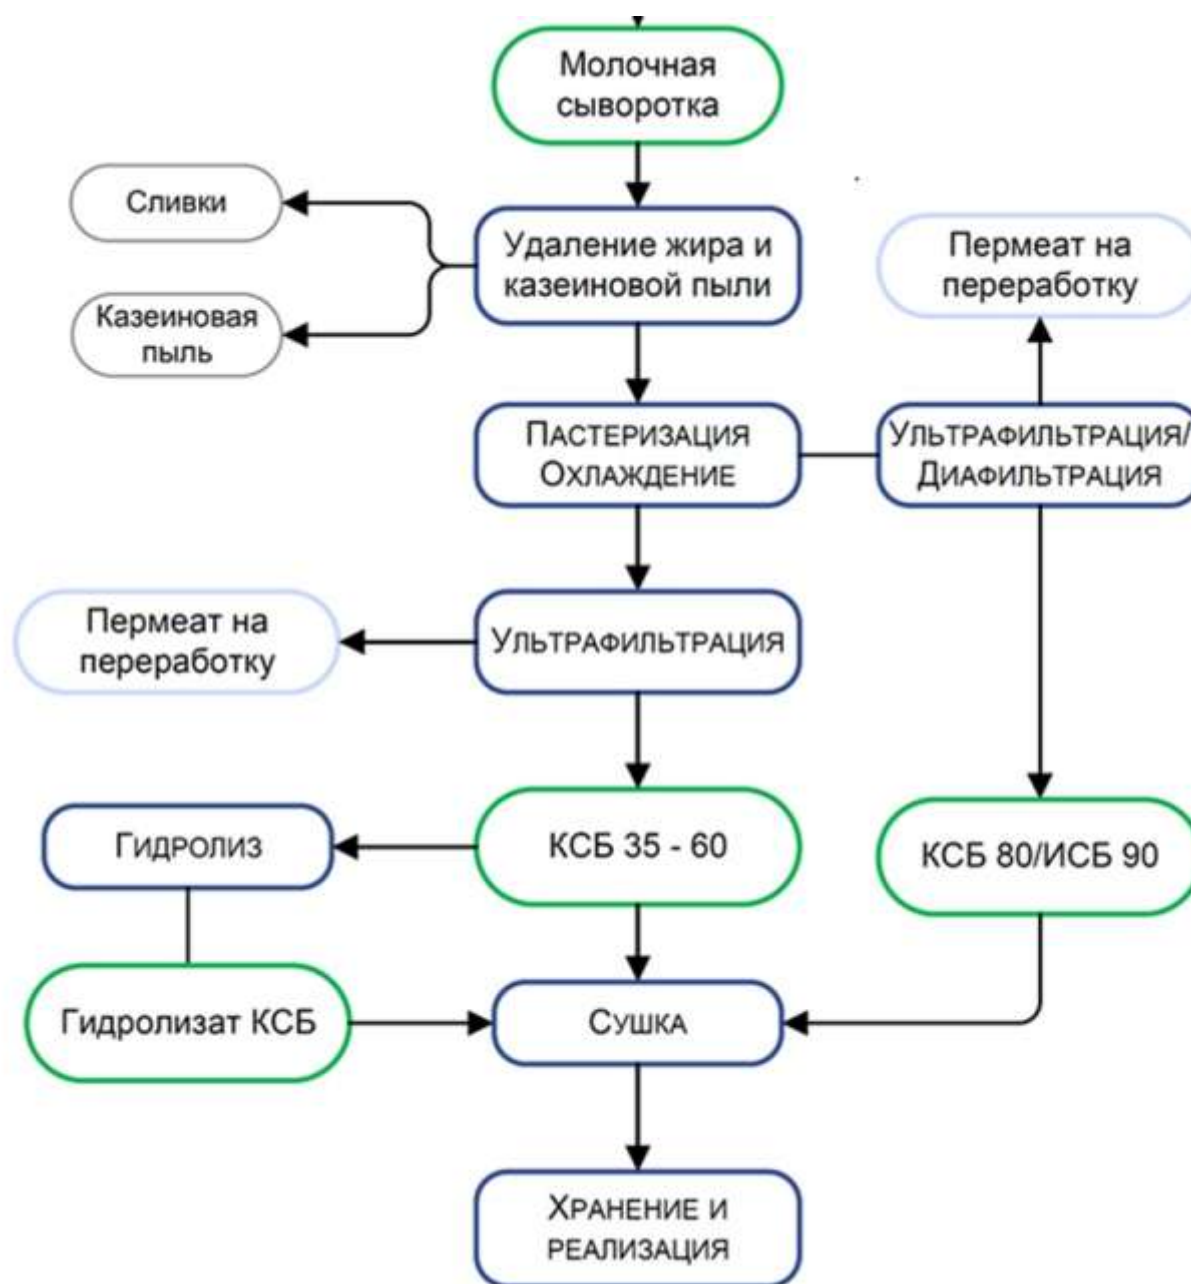 Молочная
сыворотка
Сливки
Удаление жира и
казеиновой пыли
Пермеат на
переработку
Казеиновая
пыль
ПАСТЕРИЗАЦИЯ
ОХЛАЖДЕНИЕ
УЛЬТРАФИЛЬТРАЦИЯ/
ДИАФИЛЬТРАЦИЯ
Пермеат на
переработку
УЛЬТРАФИЛЬТРАЦИЯ
ГИДРОЛИЗ
КСБ 35 - 60
КСБ 80/ИСБ 90
Гидролизат КСБ
СУШКА
ХРАНЕНИЕ И
РЕАЛИЗАЦИЯ